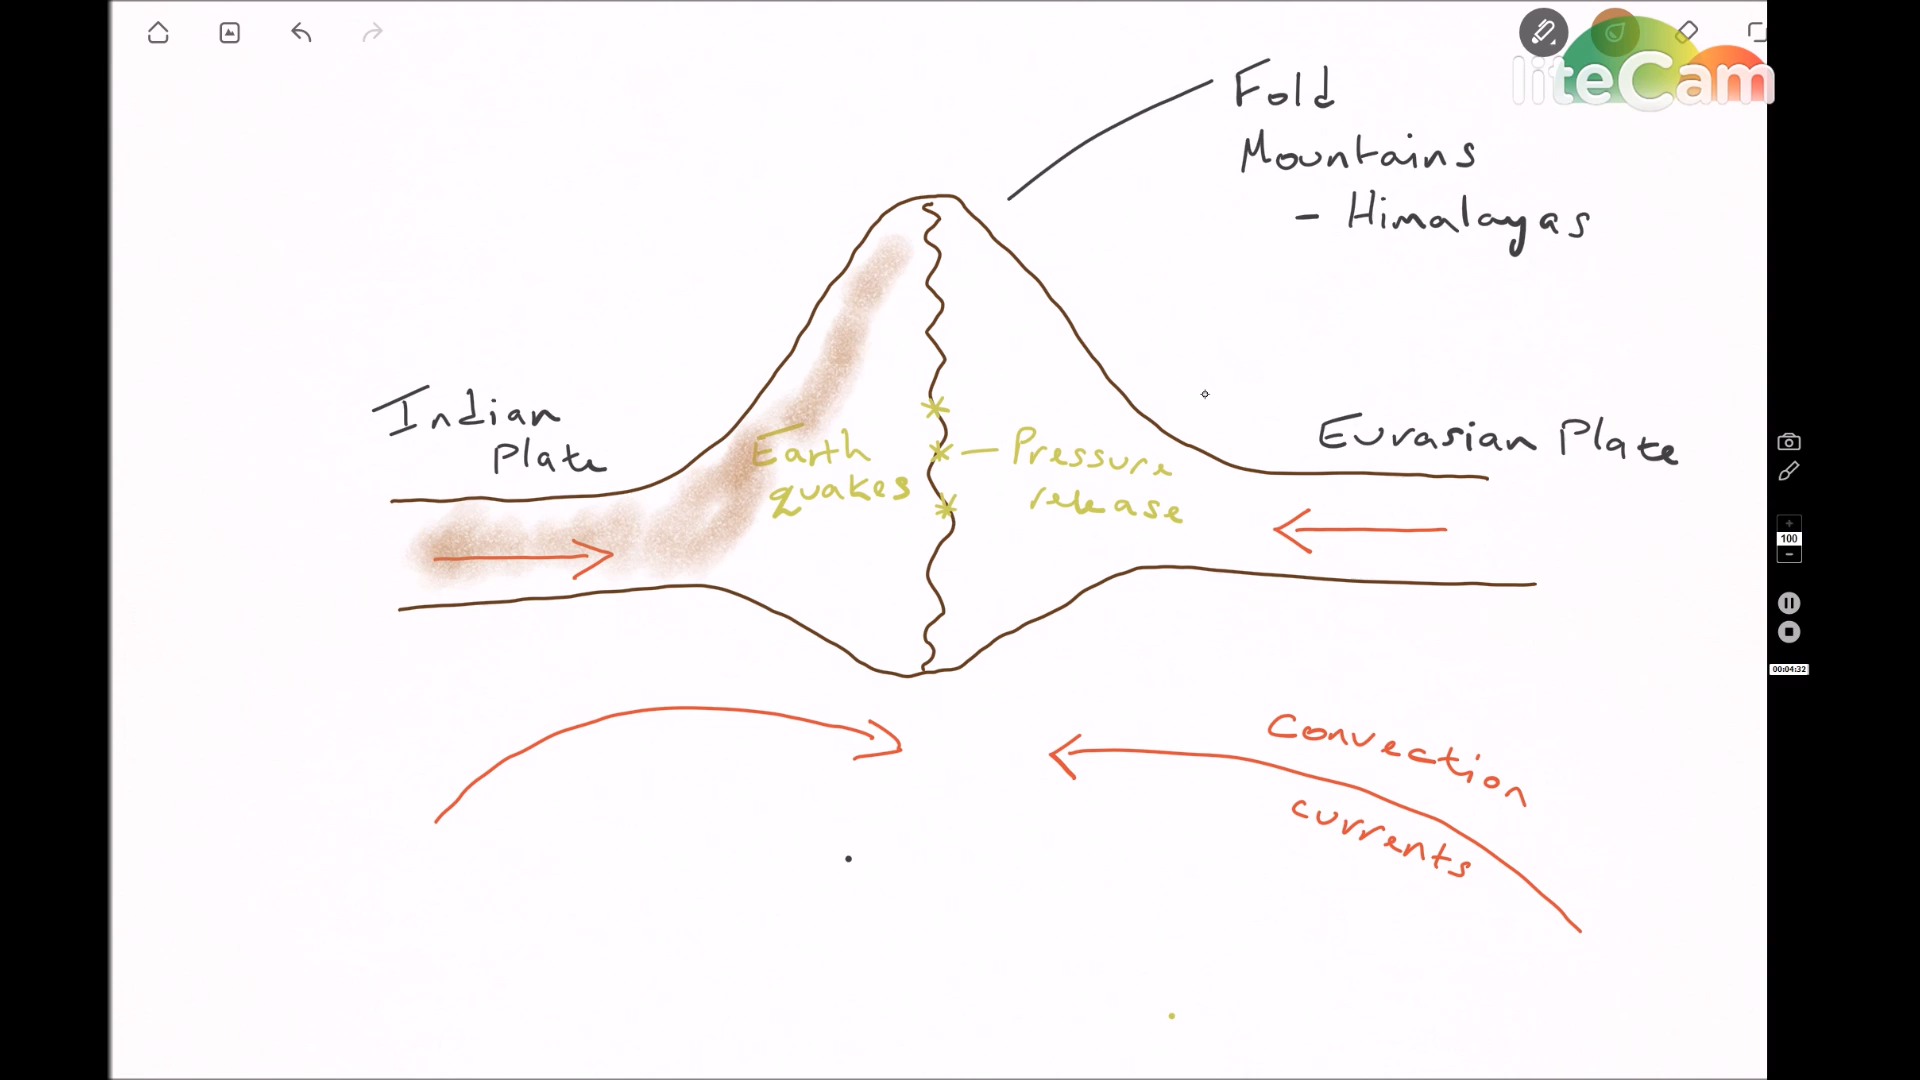 liteCam
Fold
Mountains
- Himalayas
Indian
Plate
Eurasian Plate
Earth
quakes
Pressure
release
100
00:04:32
Convection
currents